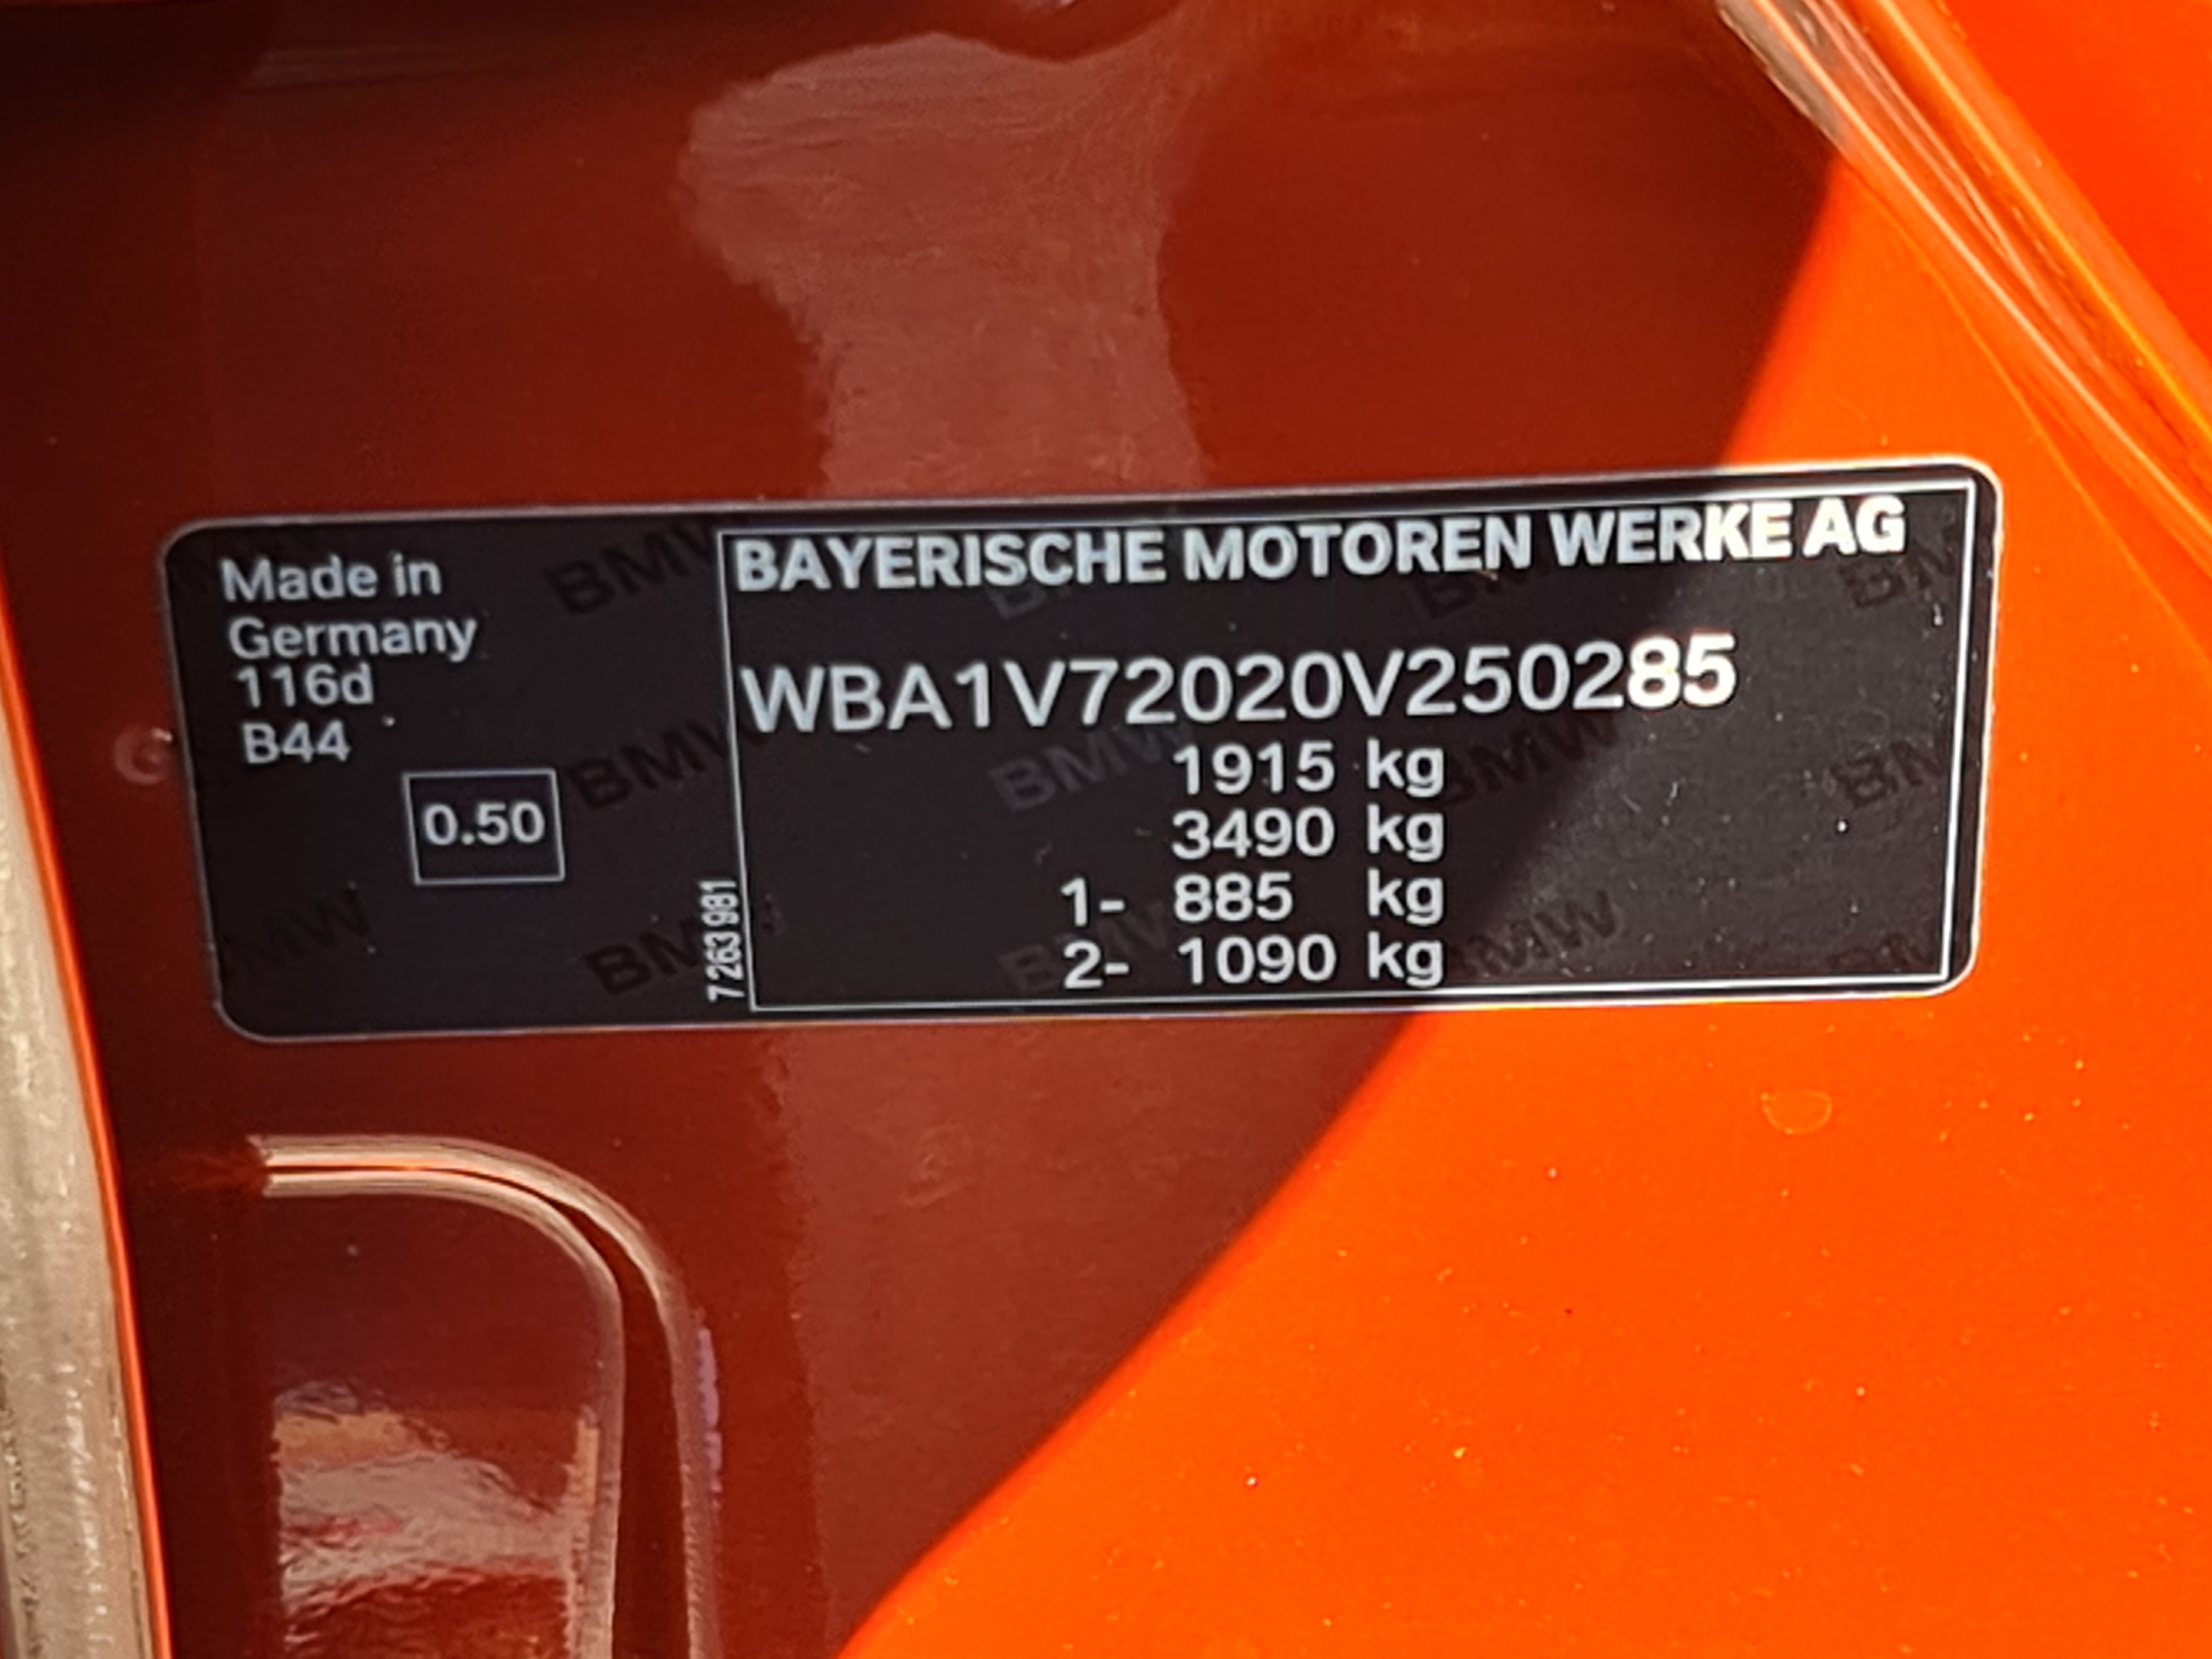 Made in
Germany
116d
B44
0.50
7 263 981
BAYERISCHE MOTOREN WERKE AG
WBA1V72020V250285
1915 kg
3490 kg
1- 885 kg
2- 1090 kg